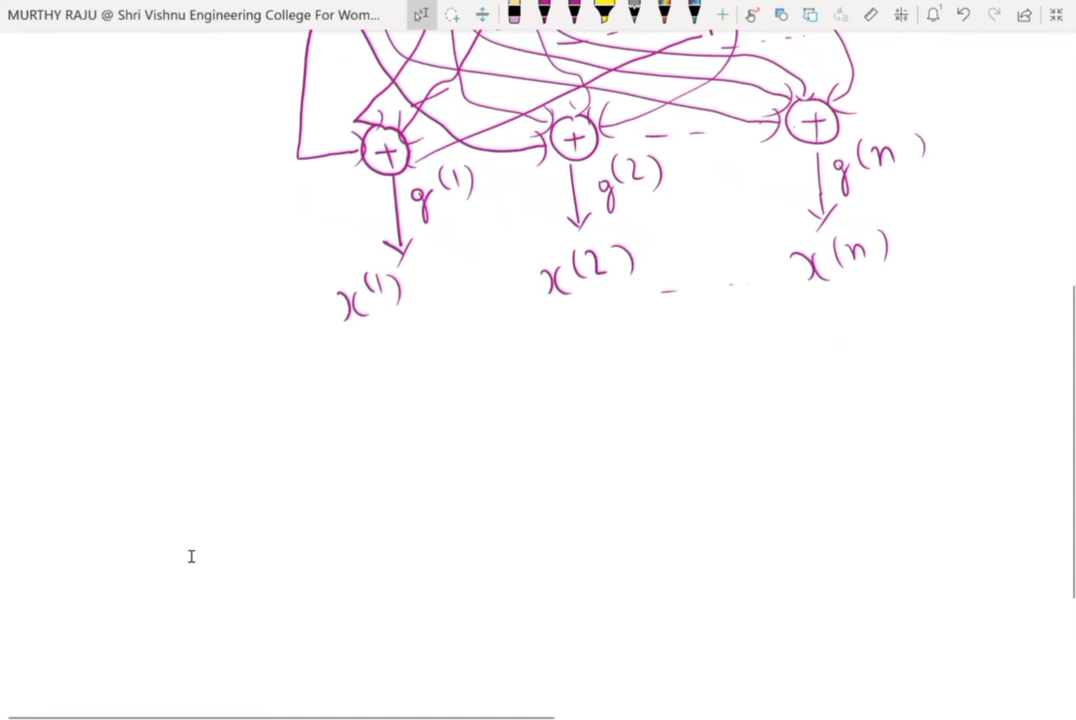 MURTHY RAJU @ Shri Vishnu Engineering College For Wom...
+ + +
g(1) g(2) g(n)
x(1) x(2) x(n)